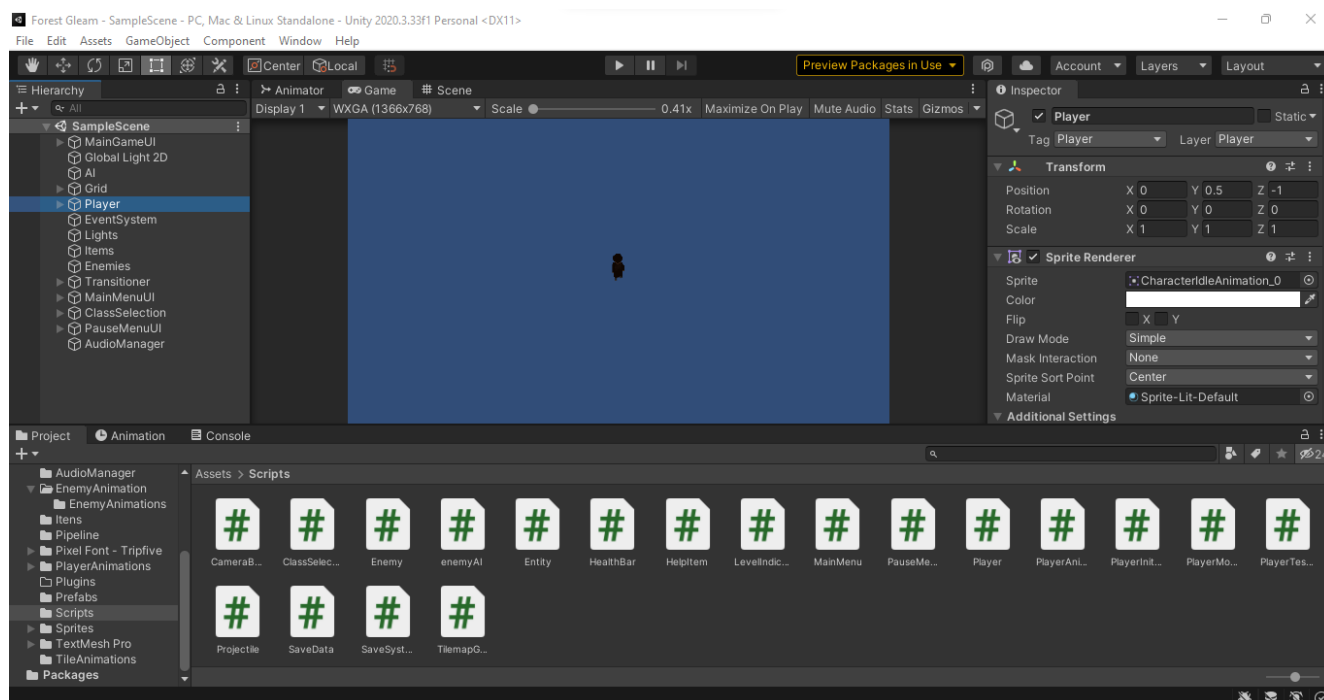 Forest Gleam - SampleScene - PC, Mac & Linux Standalone - Unity 2020.3.33f1 Personal <DX11>
File Edit Assets GameObject Component Window Help
Center Local Preview Packages in Use Account Layers Layout
Hierarchy Animator Game Scene Inspector
All Display 1 WXGA (1366x768) Scale 0.41x Maximize On Play Mute Audio Stats Gizmos
Player Static
Tag Player Layer Player
SampleScene
MainGameUI
Global Light 2D
AI
Grid
Player
EventSystem
Lights
Items
Enemies
Transitioner
MainMenuUI
ClassSelection
PauseMenuUI
AudioManager
Transform
Position X 0 Y 0.5 Z -1
Rotation X 0 Y 0 Z 0
Scale X 1 Y 1 Z 1
Sprite Renderer
Sprite CharacterIdleAnimation_0
Color
Flip X Y
Draw Mode Simple
Mask Interaction None
Sprite Sort Point Center
Material Sprite-Lit-Default
Additional Settings
Project Animation Console
24
AudioManager
EnemyAnimation
EnemyAnimations
Itens
Pipeline
Pixel Font - Tripfive
PlayerAnimations
Plugins
Prefabs
Scripts
Sprites
TextMesh Pro
TileAnimations
Packages
Assets > Scripts
CameraB... ClassSelec... Enemy enemyAI Entity HealthBar HelpItem LevelIndic... MainMenu PauseMe... Player PlayerAni... PlayerInit... PlayerMo... PlayerTes...
Projectile SaveData SaveSyst... TilemapG...